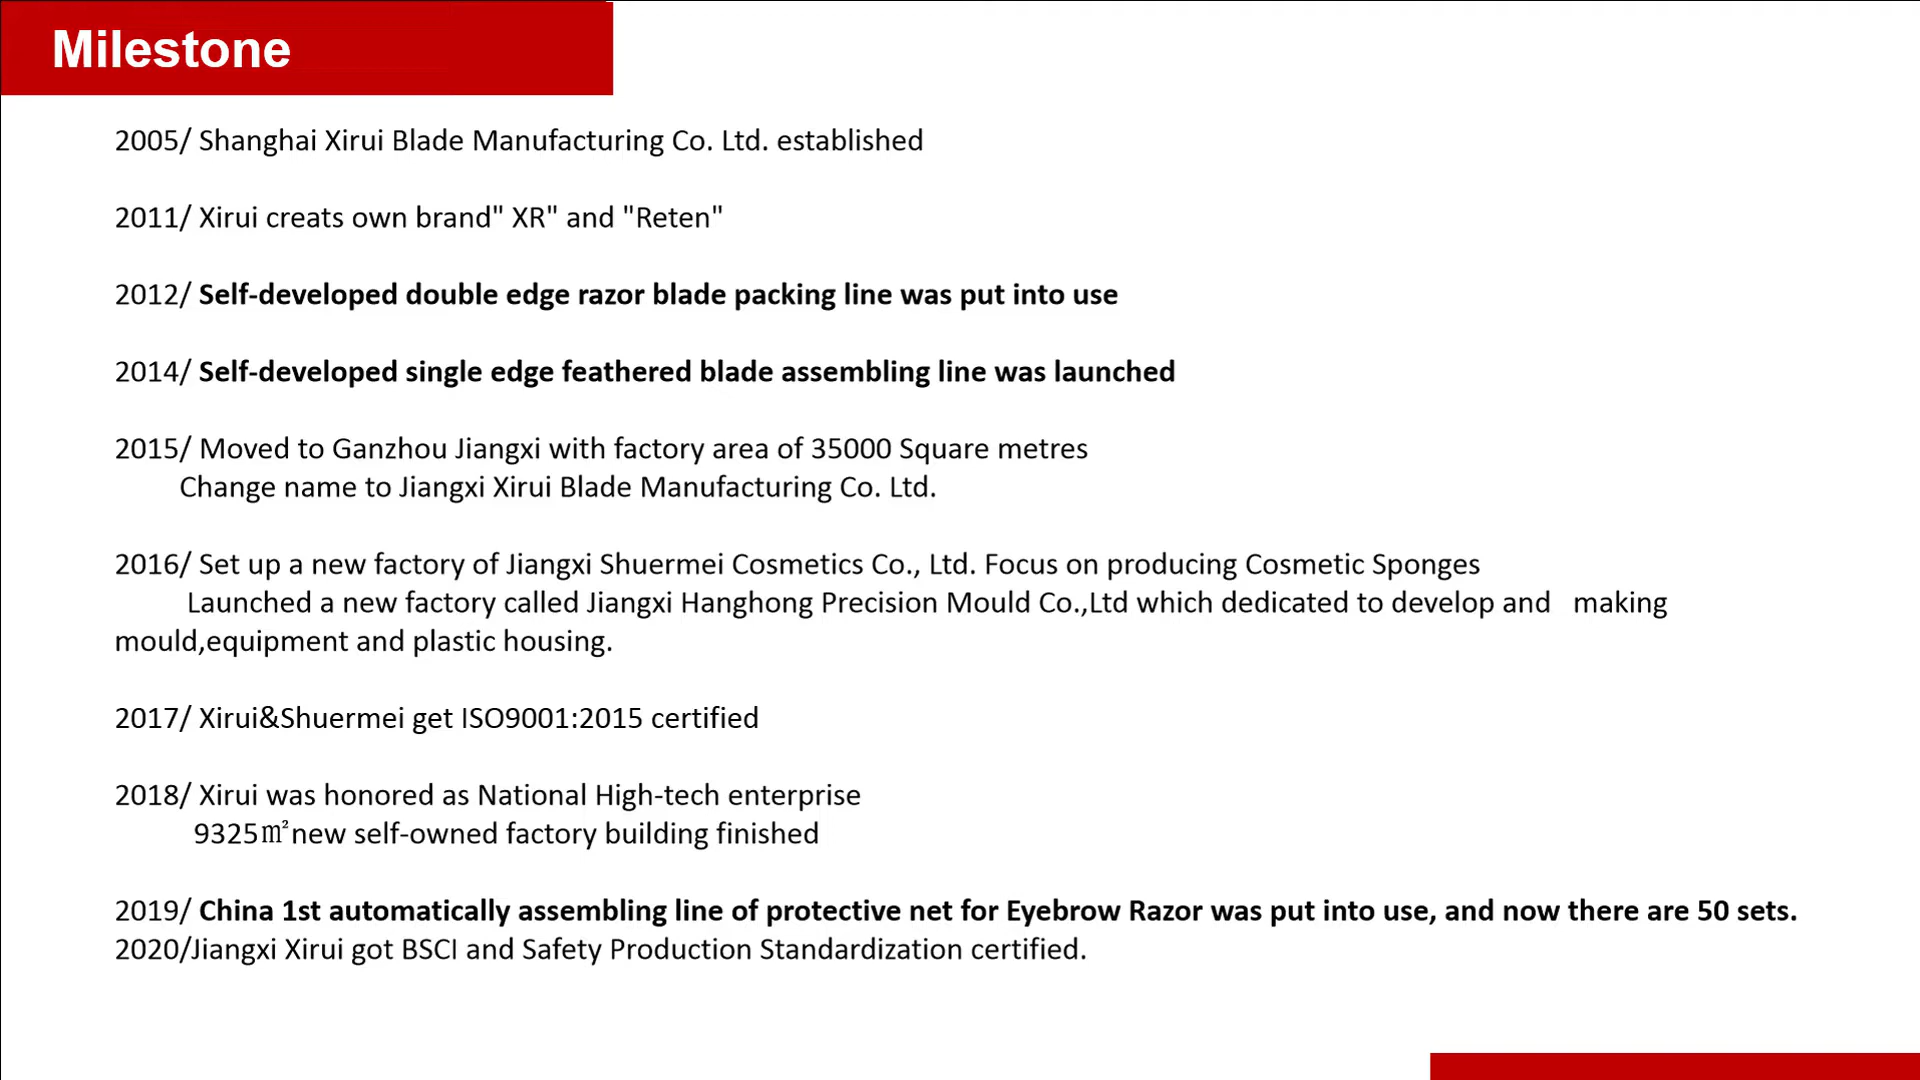 Milestone
2005/ Shanghai Xirui Blade Manufacturing Co. Ltd. established
2011/ Xirui creats own brand" XR" and "Reten"
2012/ Self-developed double edge razor blade packing line was put into use
2014/ Self-developed single edge feathered blade assembling line was launched
2015/ Moved to Ganzhou Jiangxi with factory area of 35000 Square metres
Change name to Jiangxi Xirui Blade Manufacturing Co. Ltd.
2016/ Set up a new factory of Jiangxi Shuermei Cosmetics Co., Ltd. Focus on producing Cosmetic Sponges
Launched a new factory called Jiangxi Hanghong Precision Mould Co.,Ltd which dedicated to develop and making
mould,equipment and plastic housing.
2017/ Xirui&Shuermei get ISO9001:2015 certified
2018/ Xirui was honored as National High-tech enterprise
9325㎡new self-owned factory building finished
2019/ China 1st automatically assembling line of protective net for Eyebrow Razor was put into use, and now there are 50 sets.
2020/Jiangxi Xirui got BSCI and Safety Production Standardization certified.